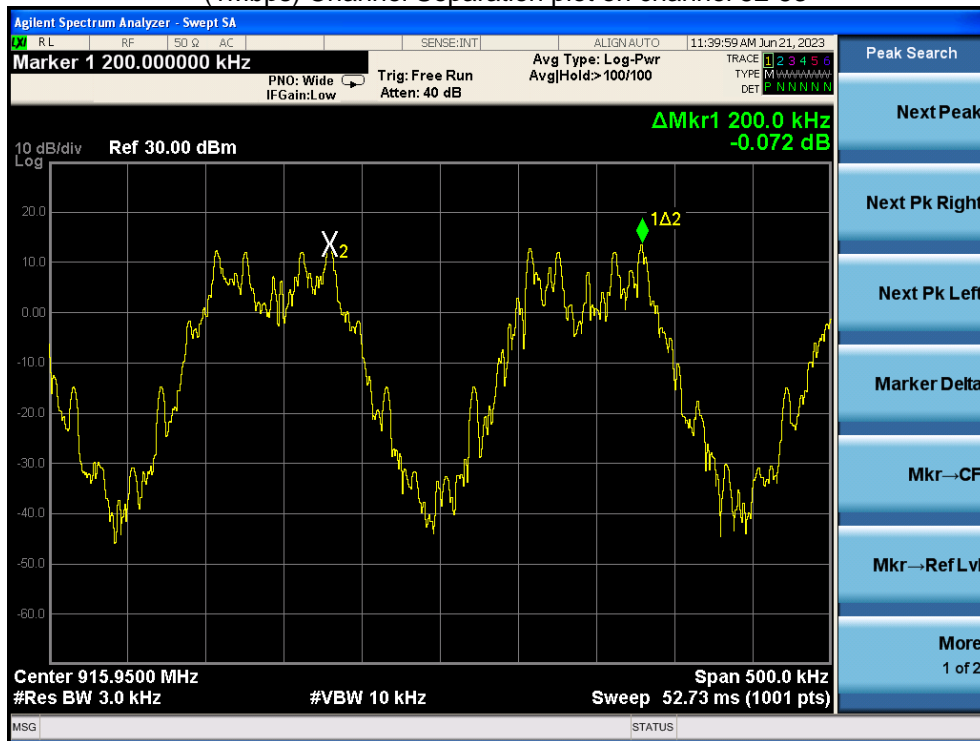 Agilent Spectrum Analyzer - Swept SA
LXI RL RF 50 Ω AC SENSE:INT ALIGN AUTO 11:39:59 AM Jun 21, 2023
Marker 1 200.000000 kHz
PNO: Wide
IFGain:Low
Trig: Free Run
Atten: 40 dB
Avg Type: Log-Pwr
Avg|Hold:>100/100
TRACE 1 2 3 4 5 6
TYPE M
DET P N N N N N
ΔMkr1 200.0 kHz
-0.072 dB
10 dB/div Ref 30.00 dBm
Log
20.0
10.0
0.00
-10.0
-20.0
-30.0
-40.0
-50.0
-60.0
X2
1Δ2
Center 915.9500 MHz Span 500.0 kHz
#Res BW 3.0 kHz #VBW 10 kHz Sweep 52.73 ms (1001 pts)
MSG STATUS
Peak Search
Next Peak
Next Pk Right
Next Pk Left
Marker Delta
Mkr→CF
Mkr→Ref Lvl
More
1 of 2